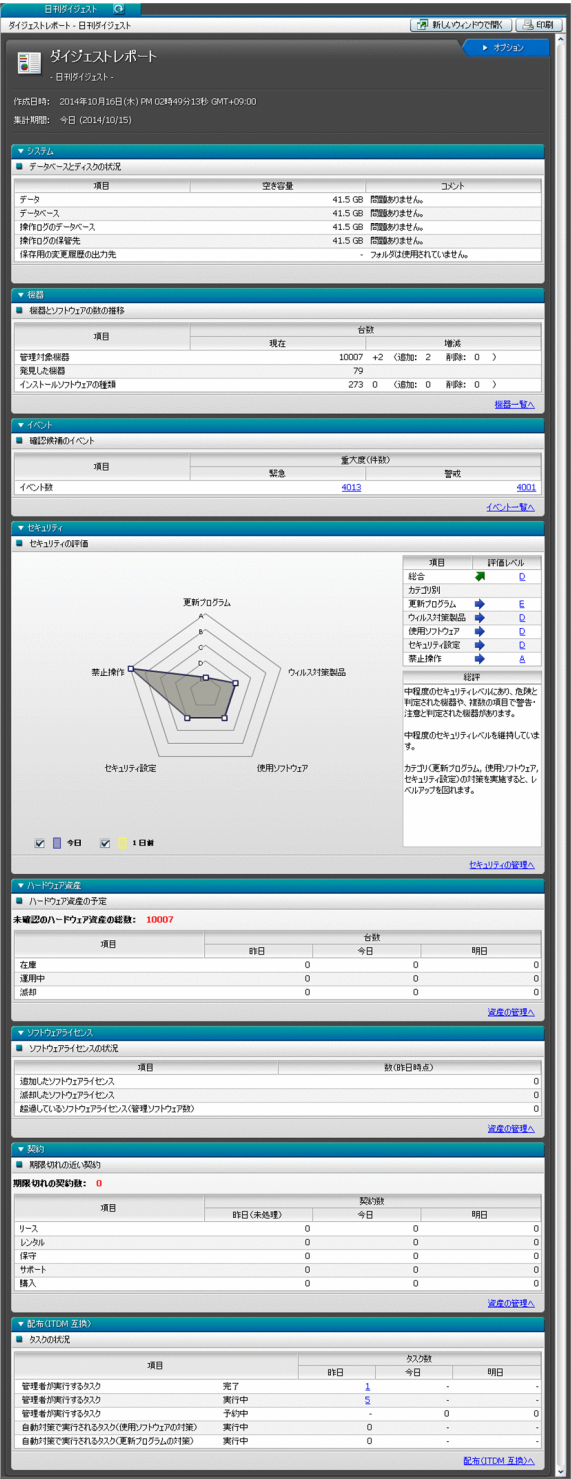 日刊ダイジェスト
ダイジェストレポート - 日刊ダイジェスト
新しいウィンドウで開く 印刷
オプション
ダイジェストレポート
- 日刊ダイジェスト -
作成日時: 2014年10月16日(木) PM 02時49分13秒 GMT+09:00
集計期間: 今日 (2014/10/15)
システム
データベースとディスクの状況
項目 空き容量 コメント
データ 41.5 GB 問題ありません。
データベース 41.5 GB 問題ありません。
操作ログのデータベース 41.5 GB 問題ありません。
操作ログの保管先 41.5 GB 問題ありません。
保存用の変更履歴の出力先 - フォルダは使用されていません。
機器
機器とソフトウェアの数の推移
項目 台数
現在 増減
管理対象機器 10007 +2 (追加: 2 削除: 0 )
発見した機器 79
インストールソフトウェアの種類 273 0 (追加: 0 削除: 0 )
機器一覧へ
イベント
確認候補のイベント
項目 重大度(件数)
緊急 警戒
イベント数 4013 4001
イベント一覧へ
セキュリティ
セキュリティの評価
更新プログラム
A
B
C
D
禁止操作
ウィルス対策製品
セキュリティ設定
使用ソフトウェア
今日 1日前
項目 評価レベル
総合 D
カテゴリ別
更新プログラム E
ウィルス対策製品 D
使用ソフトウェア D
セキュリティ設定 D
禁止操作 A
総評
中程度のセキュリティレベルにあり、危険と
判定された機器や、複数の項目で警告・
注意と判定された機器があります。
中程度のセキュリティレベルを維持していま
す。
カテゴリ(更新プログラム, 使用ソフトウェア,
セキュリティ設定)の対策を実施すると、レ
ベルアップを図れます。
セキュリティの管理へ
ハードウェア資産
ハードウェア資産の予定
未確認のハードウェア資産の総数: 10007
項目 台数
昨日 今日 明日
在庫 0 0 0
運用中 0 0 0
滅却 0 0 0
資産の管理へ
ソフトウェアライセンス
ソフトウェアライセンスの状況
項目 数(昨日時点)
追加したソフトウェアライセンス 0
滅却したソフトウェアライセンス 0
超過しているソフトウェアライセンス(管理ソフトウェア数) 0
資産の管理へ
契約
期限切れの近い契約
期限切れの契約数: 0
項目 契約数
昨日(未処理) 今日 明日
リース 0 0 0
レンタル 0 0 0
保守 0 0 0
サポート 0 0 0
購入 0 0 0
資産の管理へ
配布(ITDM 互換)
タスクの状況
項目 タスク数
昨日 今日 明日
管理者が実行するタスク 完了 1 - -
管理者が実行するタスク 実行中 5 - -
管理者が実行するタスク 予約中 - 0 0
自動対策で実行されるタスク(使用ソフトウェアの対策) 実行中 0 - -
自動対策で実行されるタスク(更新プログラムの対策) 実行中 0 - -
配布(ITDM 互換)へ